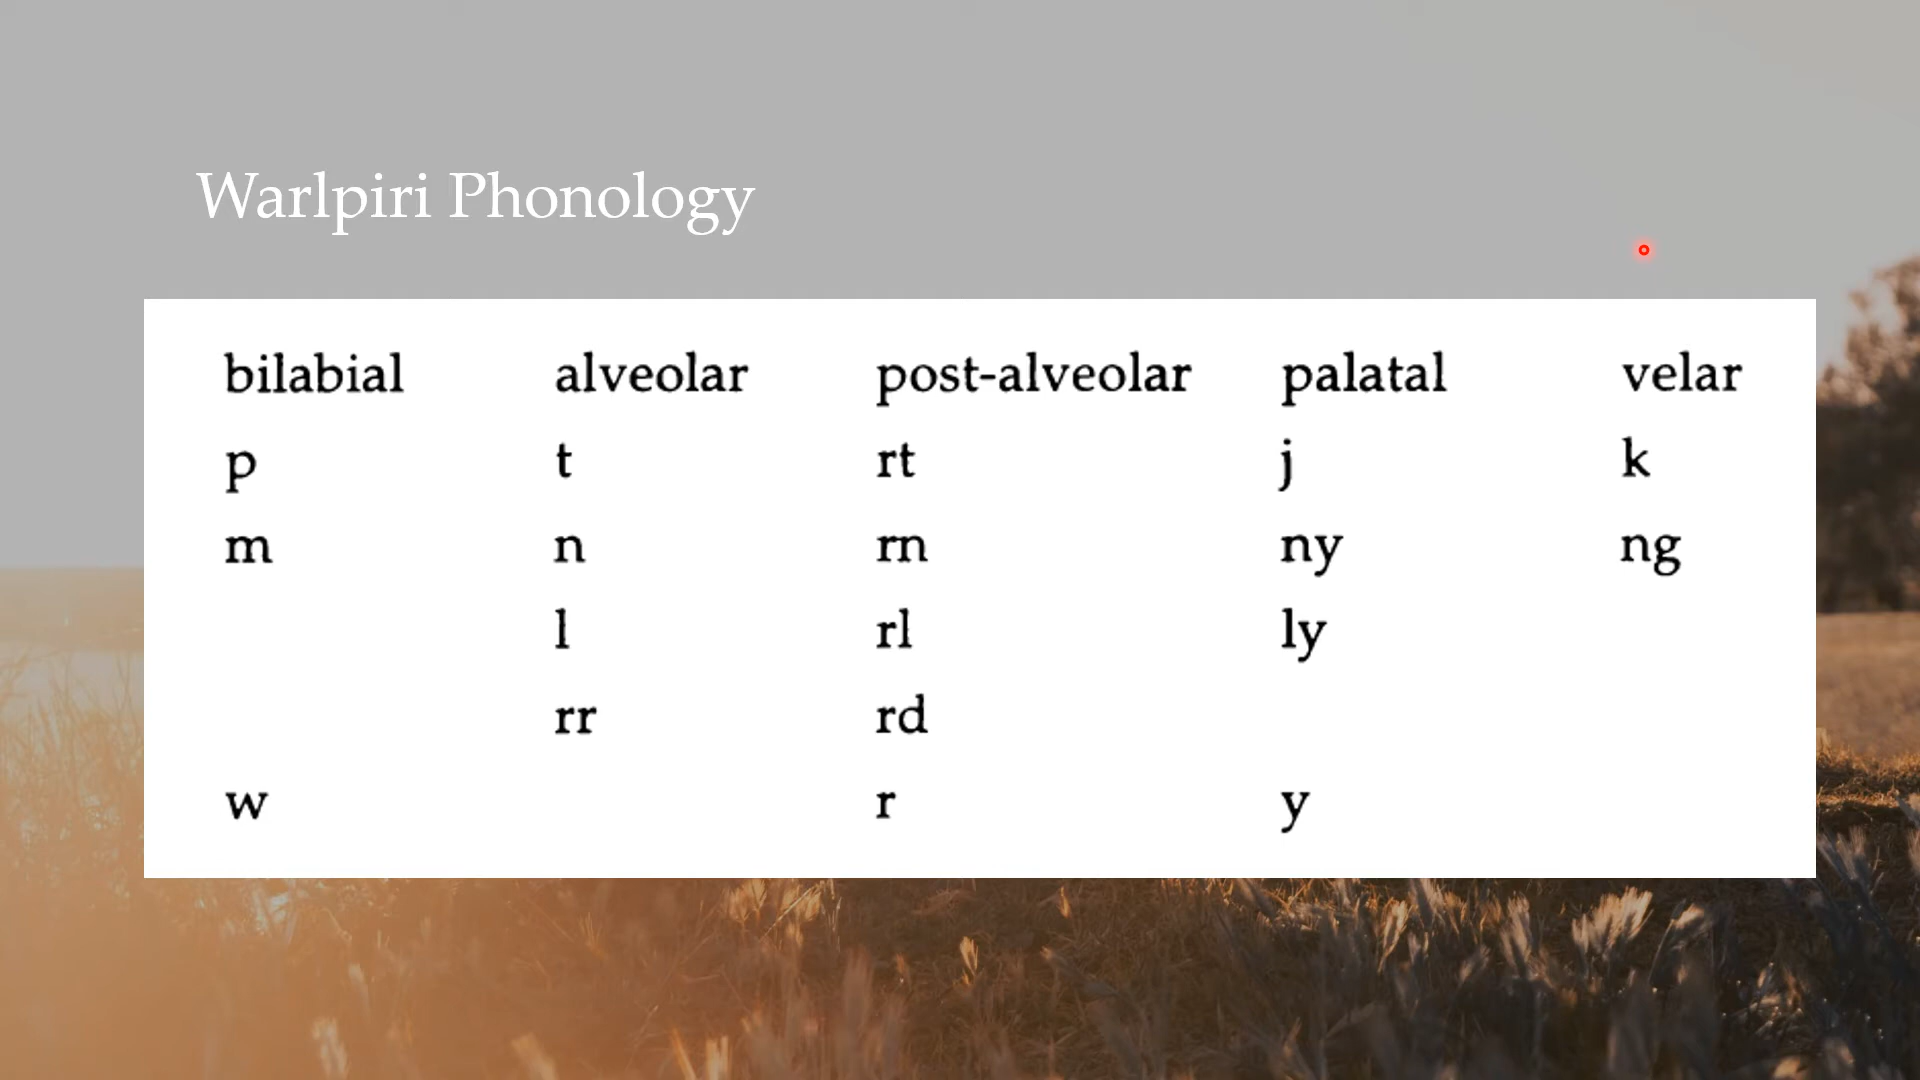 Warlpiri Phonology
bilabial alveolar post-alveolar palatal velar
p t rt j k
m n rn ny ng
l rl ly
rr rd
w r y